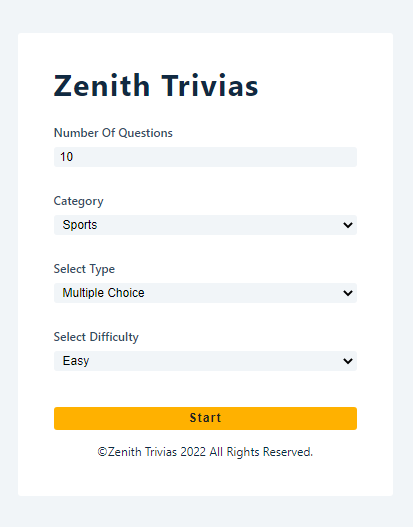 Zenith Trivias
Number Of Questions
10
Category
Sports
Select Type
Multiple Choice
Select Difficulty
Easy
Start
©Zenith Trivias 2022 All Rights Reserved.